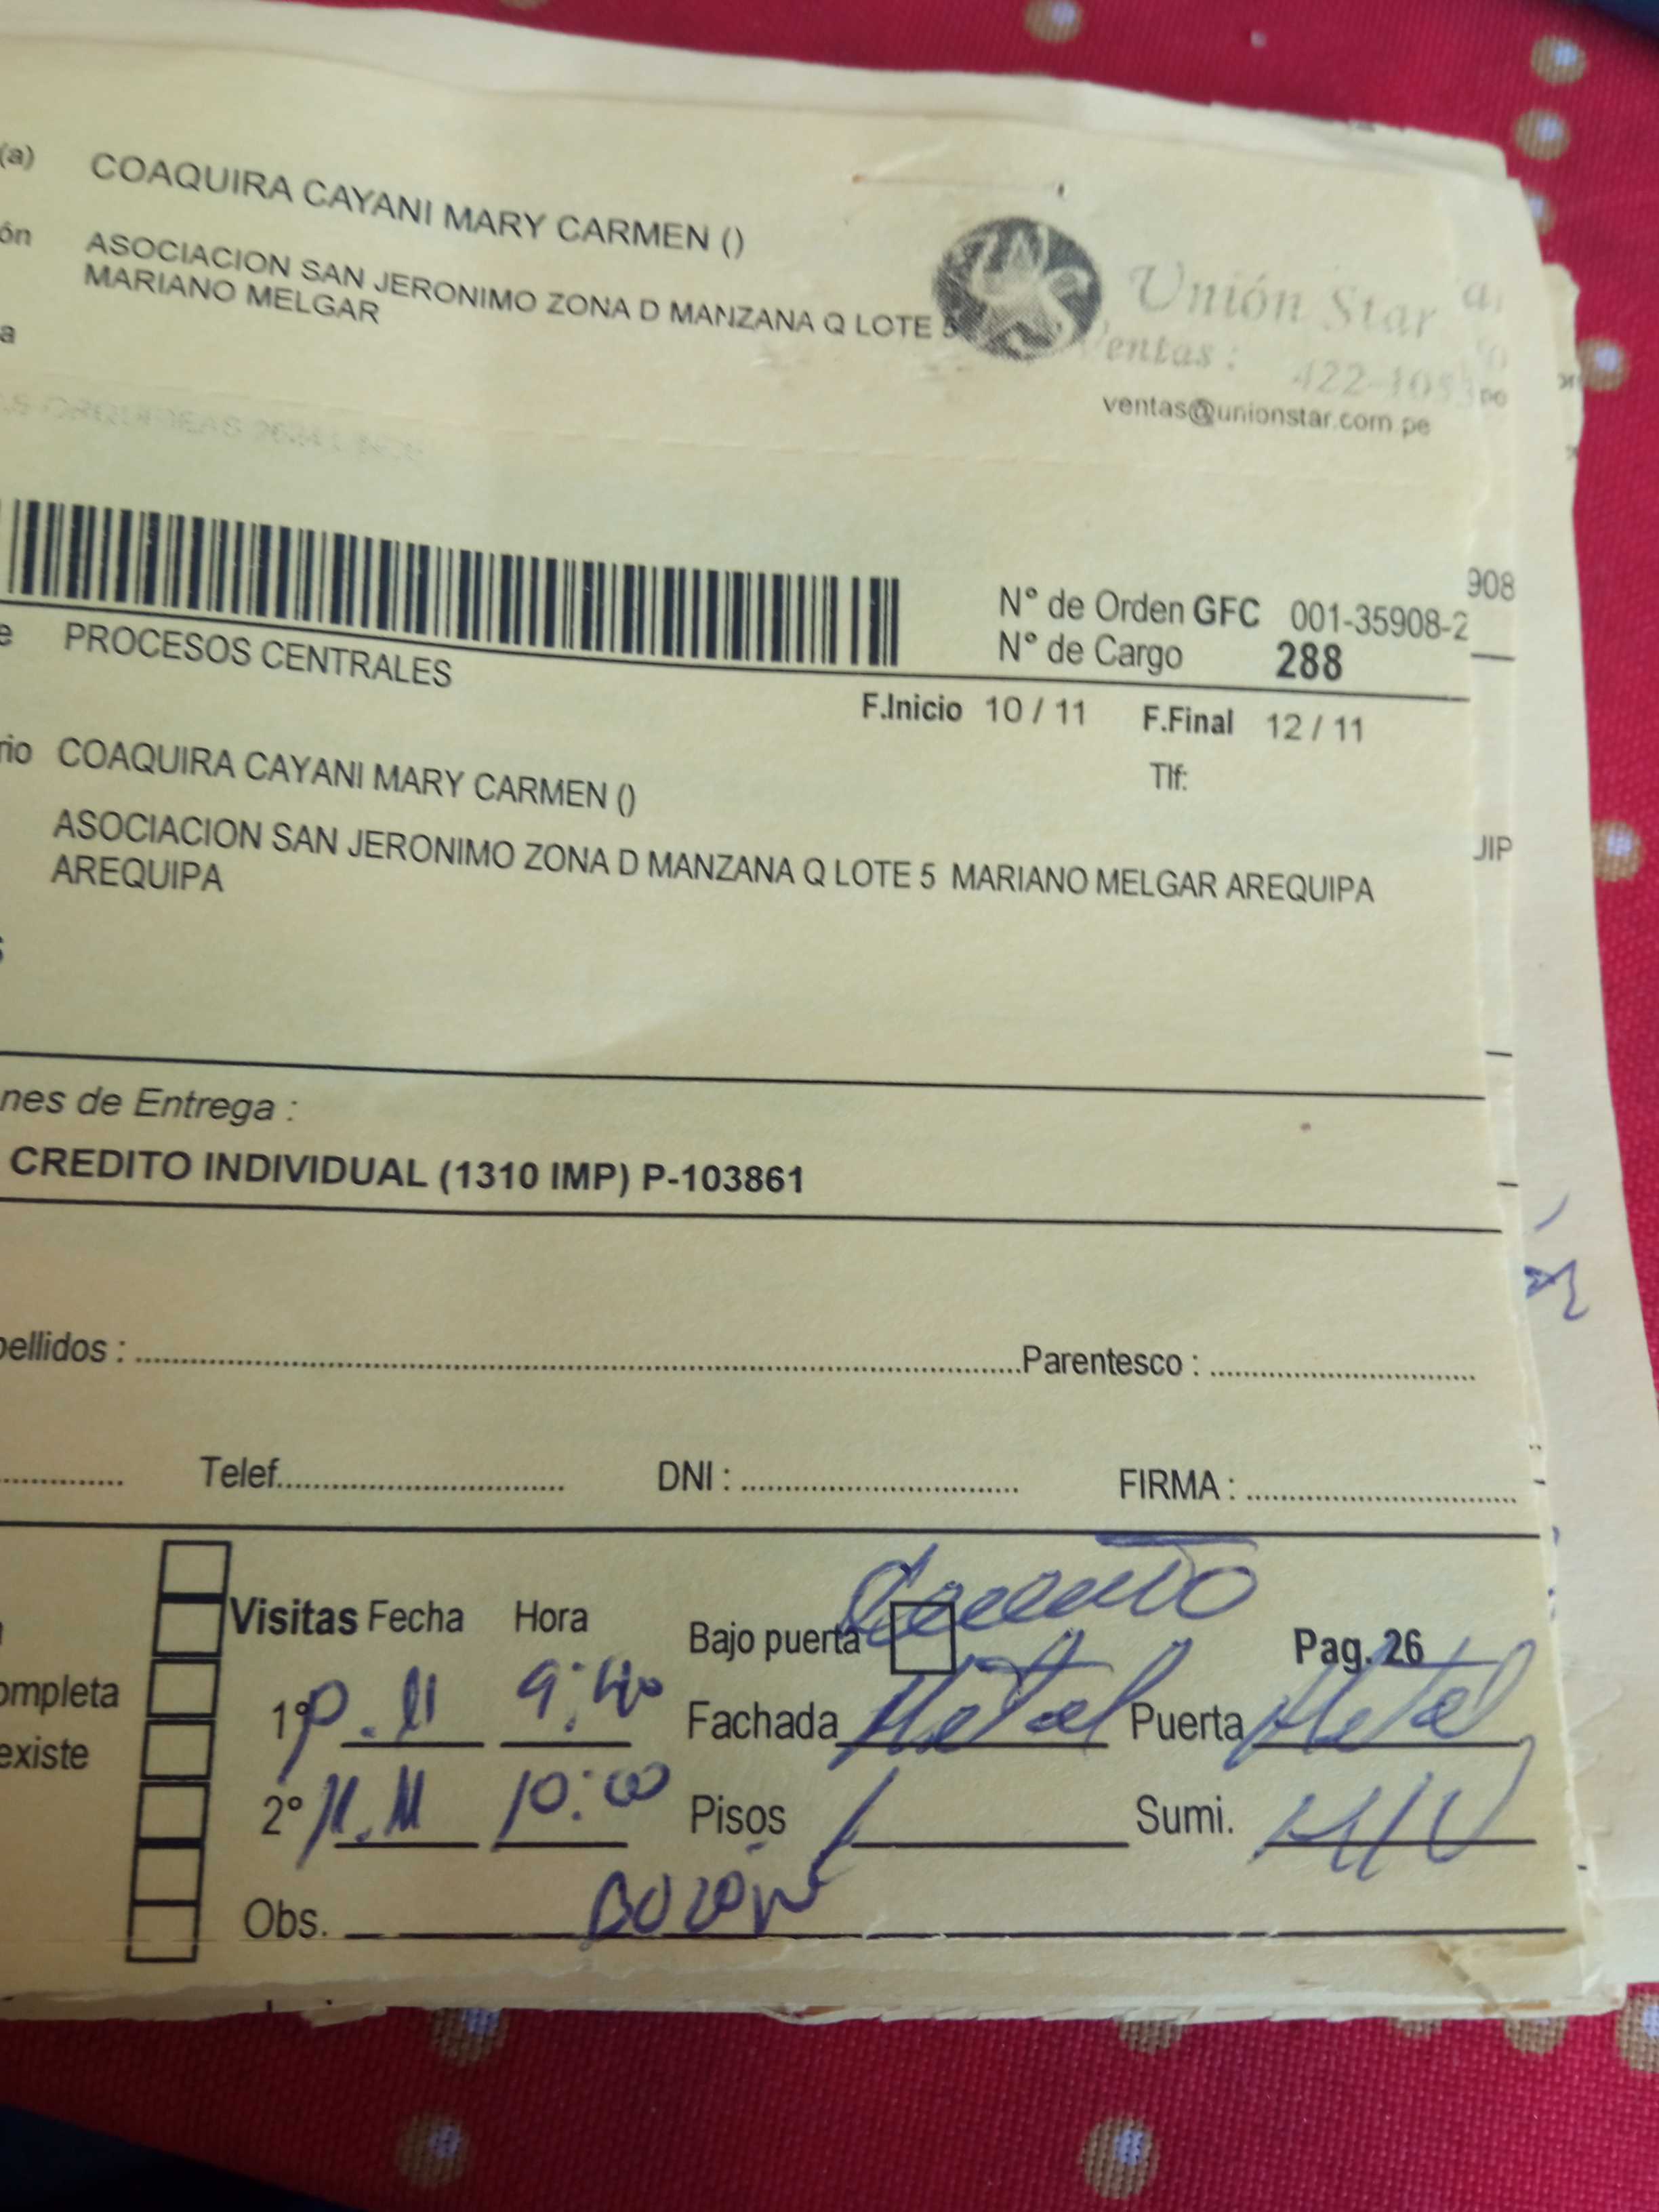 (a) COAQUIRA CAYANI MARY CARMEN ()
ón ASOCIACION SAN JERONIMO ZONA D MANZANA Q LOTE 5
MARIANO MELGAR
a
Unión Star
Ventas :
ventas@unionstar.com.pe
N° de Orden GFC 001-35908-2
908
N° de Cargo 288
e PROCESOS CENTRALES
F.Inicio 10 / 11 F.Final 12 / 11
rio COAQUIRA CAYANI MARY CARMEN ()
Tlf:
ASOCIACION SAN JERONIMO ZONA D MANZANA Q LOTE 5 MARIANO MELGAR AREQUIPA
AREQUIPA
JIP
nes de Entrega :
CREDITO INDIVIDUAL (1310 IMP) P-103861
pellidos : Parentesco :
Telef. DNI : FIRMA :
Visitas Fecha Hora Bajo puerta Pag. 26
ompleta
1° 9:40 Fachada Metal Puerta Metal
existe
2° 11.11 10:00 Pisos 1 Sumi.
Obs.